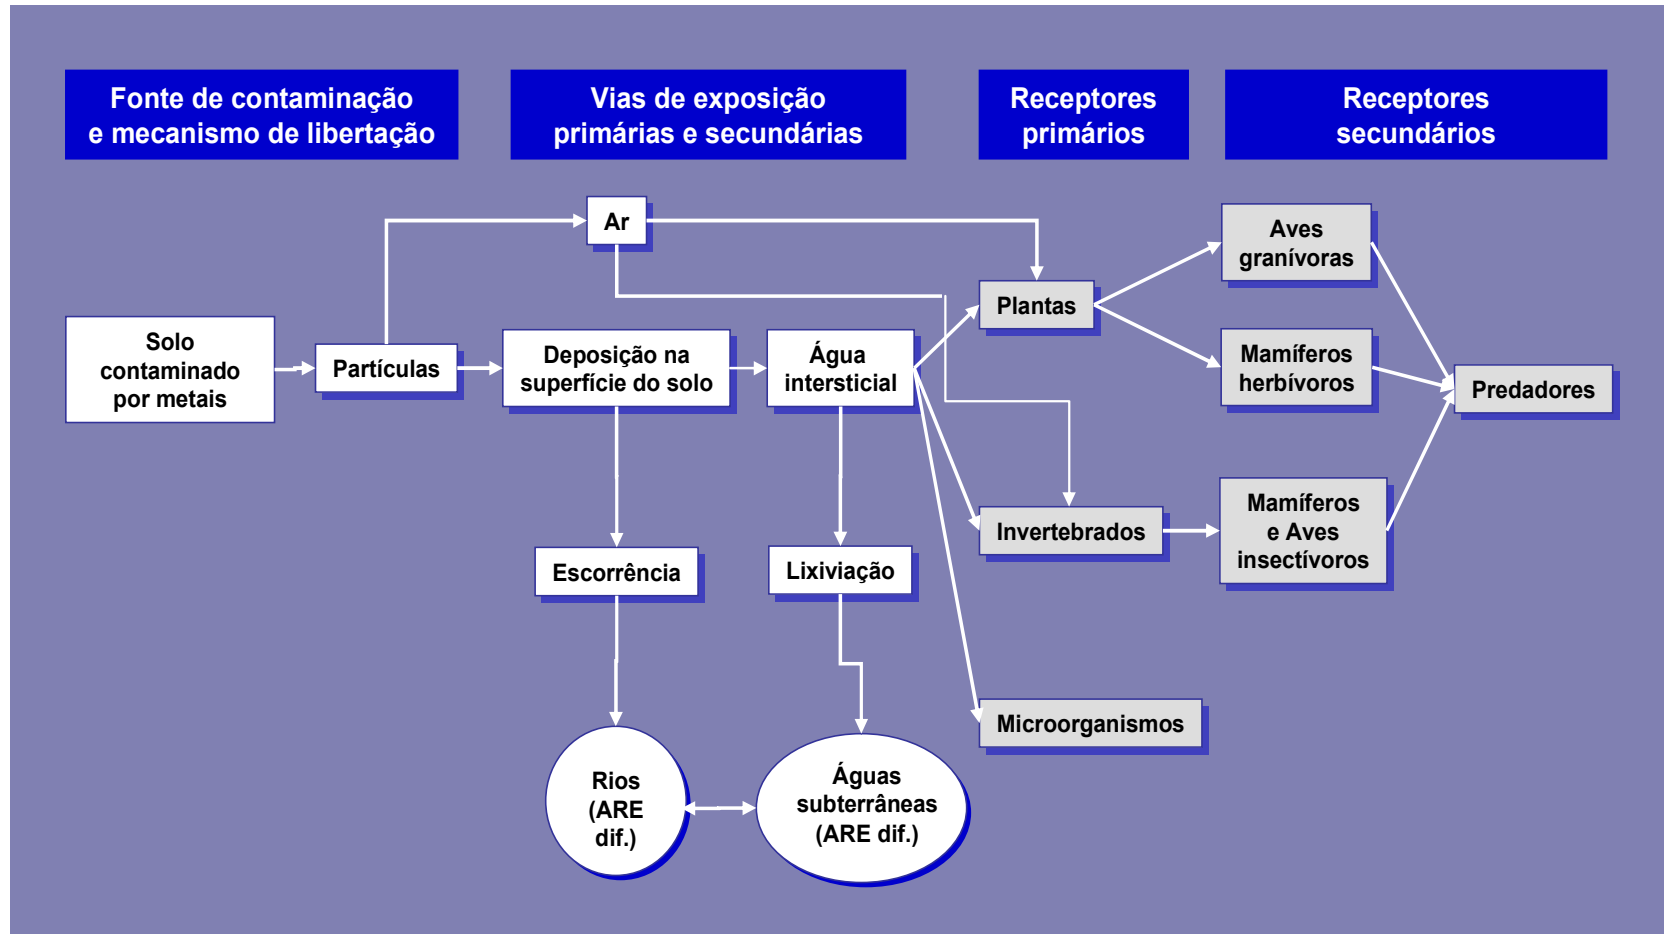 Fonte de contaminação
e mecanismo de libertação
Vias de exposição
primárias e secundárias
Receptores
primários
Receptores
secundários
Ar
Aves
granívoras
Plantas
Solo
contaminado
por metais
Partículas
Deposição na
superfície do solo
Água
intersticial
Mamíferos
herbívoros
Predadores
Invertebrados
Mamíferos
e Aves
insectívoros
Escorrência
Lixiviação
Microorganismos
Rios
(ARE
dif.)
Águas
subterrâneas
(ARE dif.)